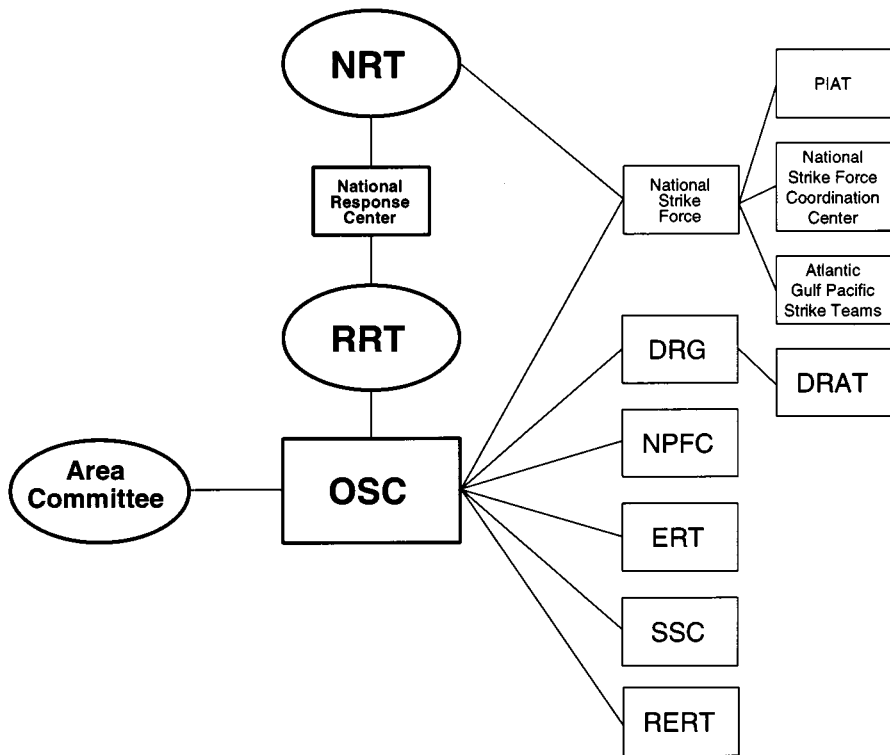 NRT
National
Response
Center
RRT
Area
Committee
OSC
National
Strike
Force
PIAT
National
Strike Force
Coordination
Center
Atlantic
Gulf Pacific
Strike Teams
DRG
DRAT
NPFC
ERT
SSC
RERT